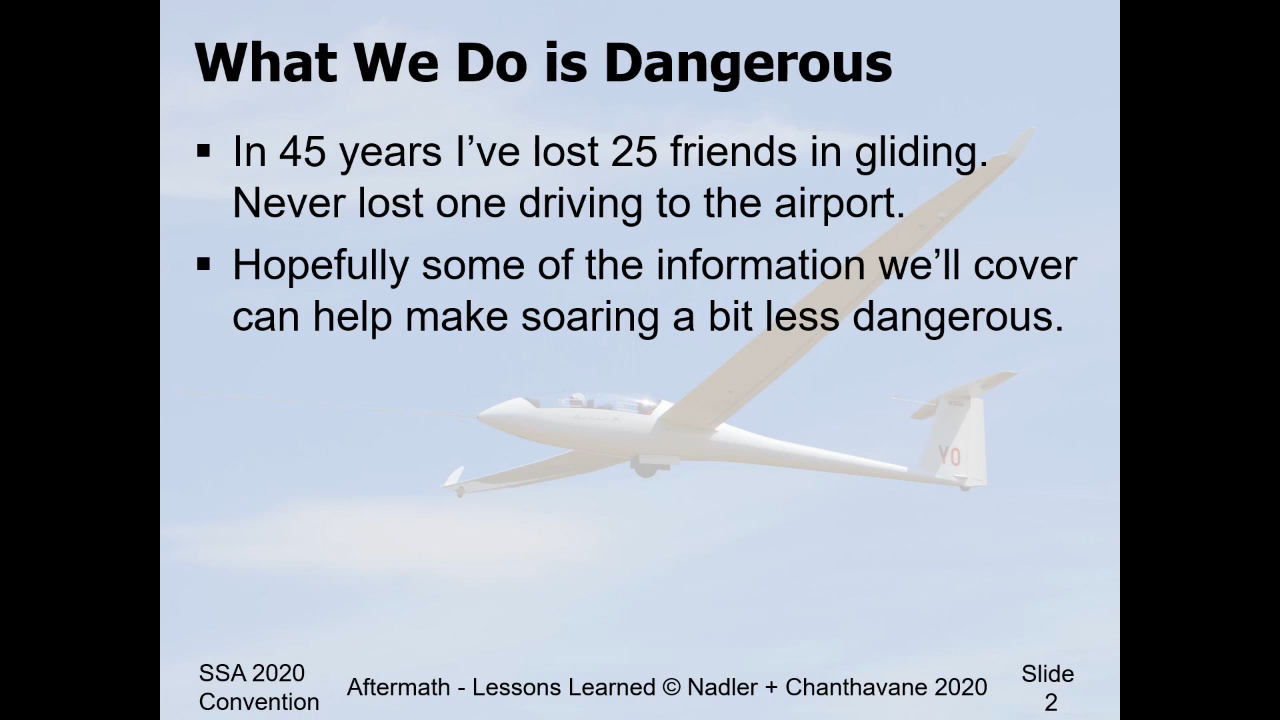 What We Do is Dangerous
▪ In 45 years I’ve lost 25 friends in gliding.
Never lost one driving to the airport.
▪ Hopefully some of the information we’ll cover
can help make soaring a bit less dangerous.
YO
SSA 2020
Convention
Aftermath - Lessons Learned © Nadler + Chanthavane 2020
Slide
2